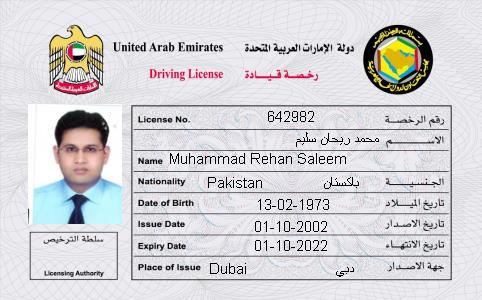 United Arab Emirates دولة الإمارات العربية المتحدة
Driving License رخصة قيادة
License No. 642982 رقم الرخصة
محمد ريحان سليم الاسم
Name Muhammad Rehan Saleem
Nationality Pakistan باكستان الجنسية
Date of Birth 13-02-1973 تاريخ الميلاد
Issue Date 01-10-2002 تاريخ الاصدار
Expiry Date 01-10-2022 تاريخ الانتهاء
Place of Issue Dubai دبي جهة الاصدار
سلطة الترخيص
Licensing Authority